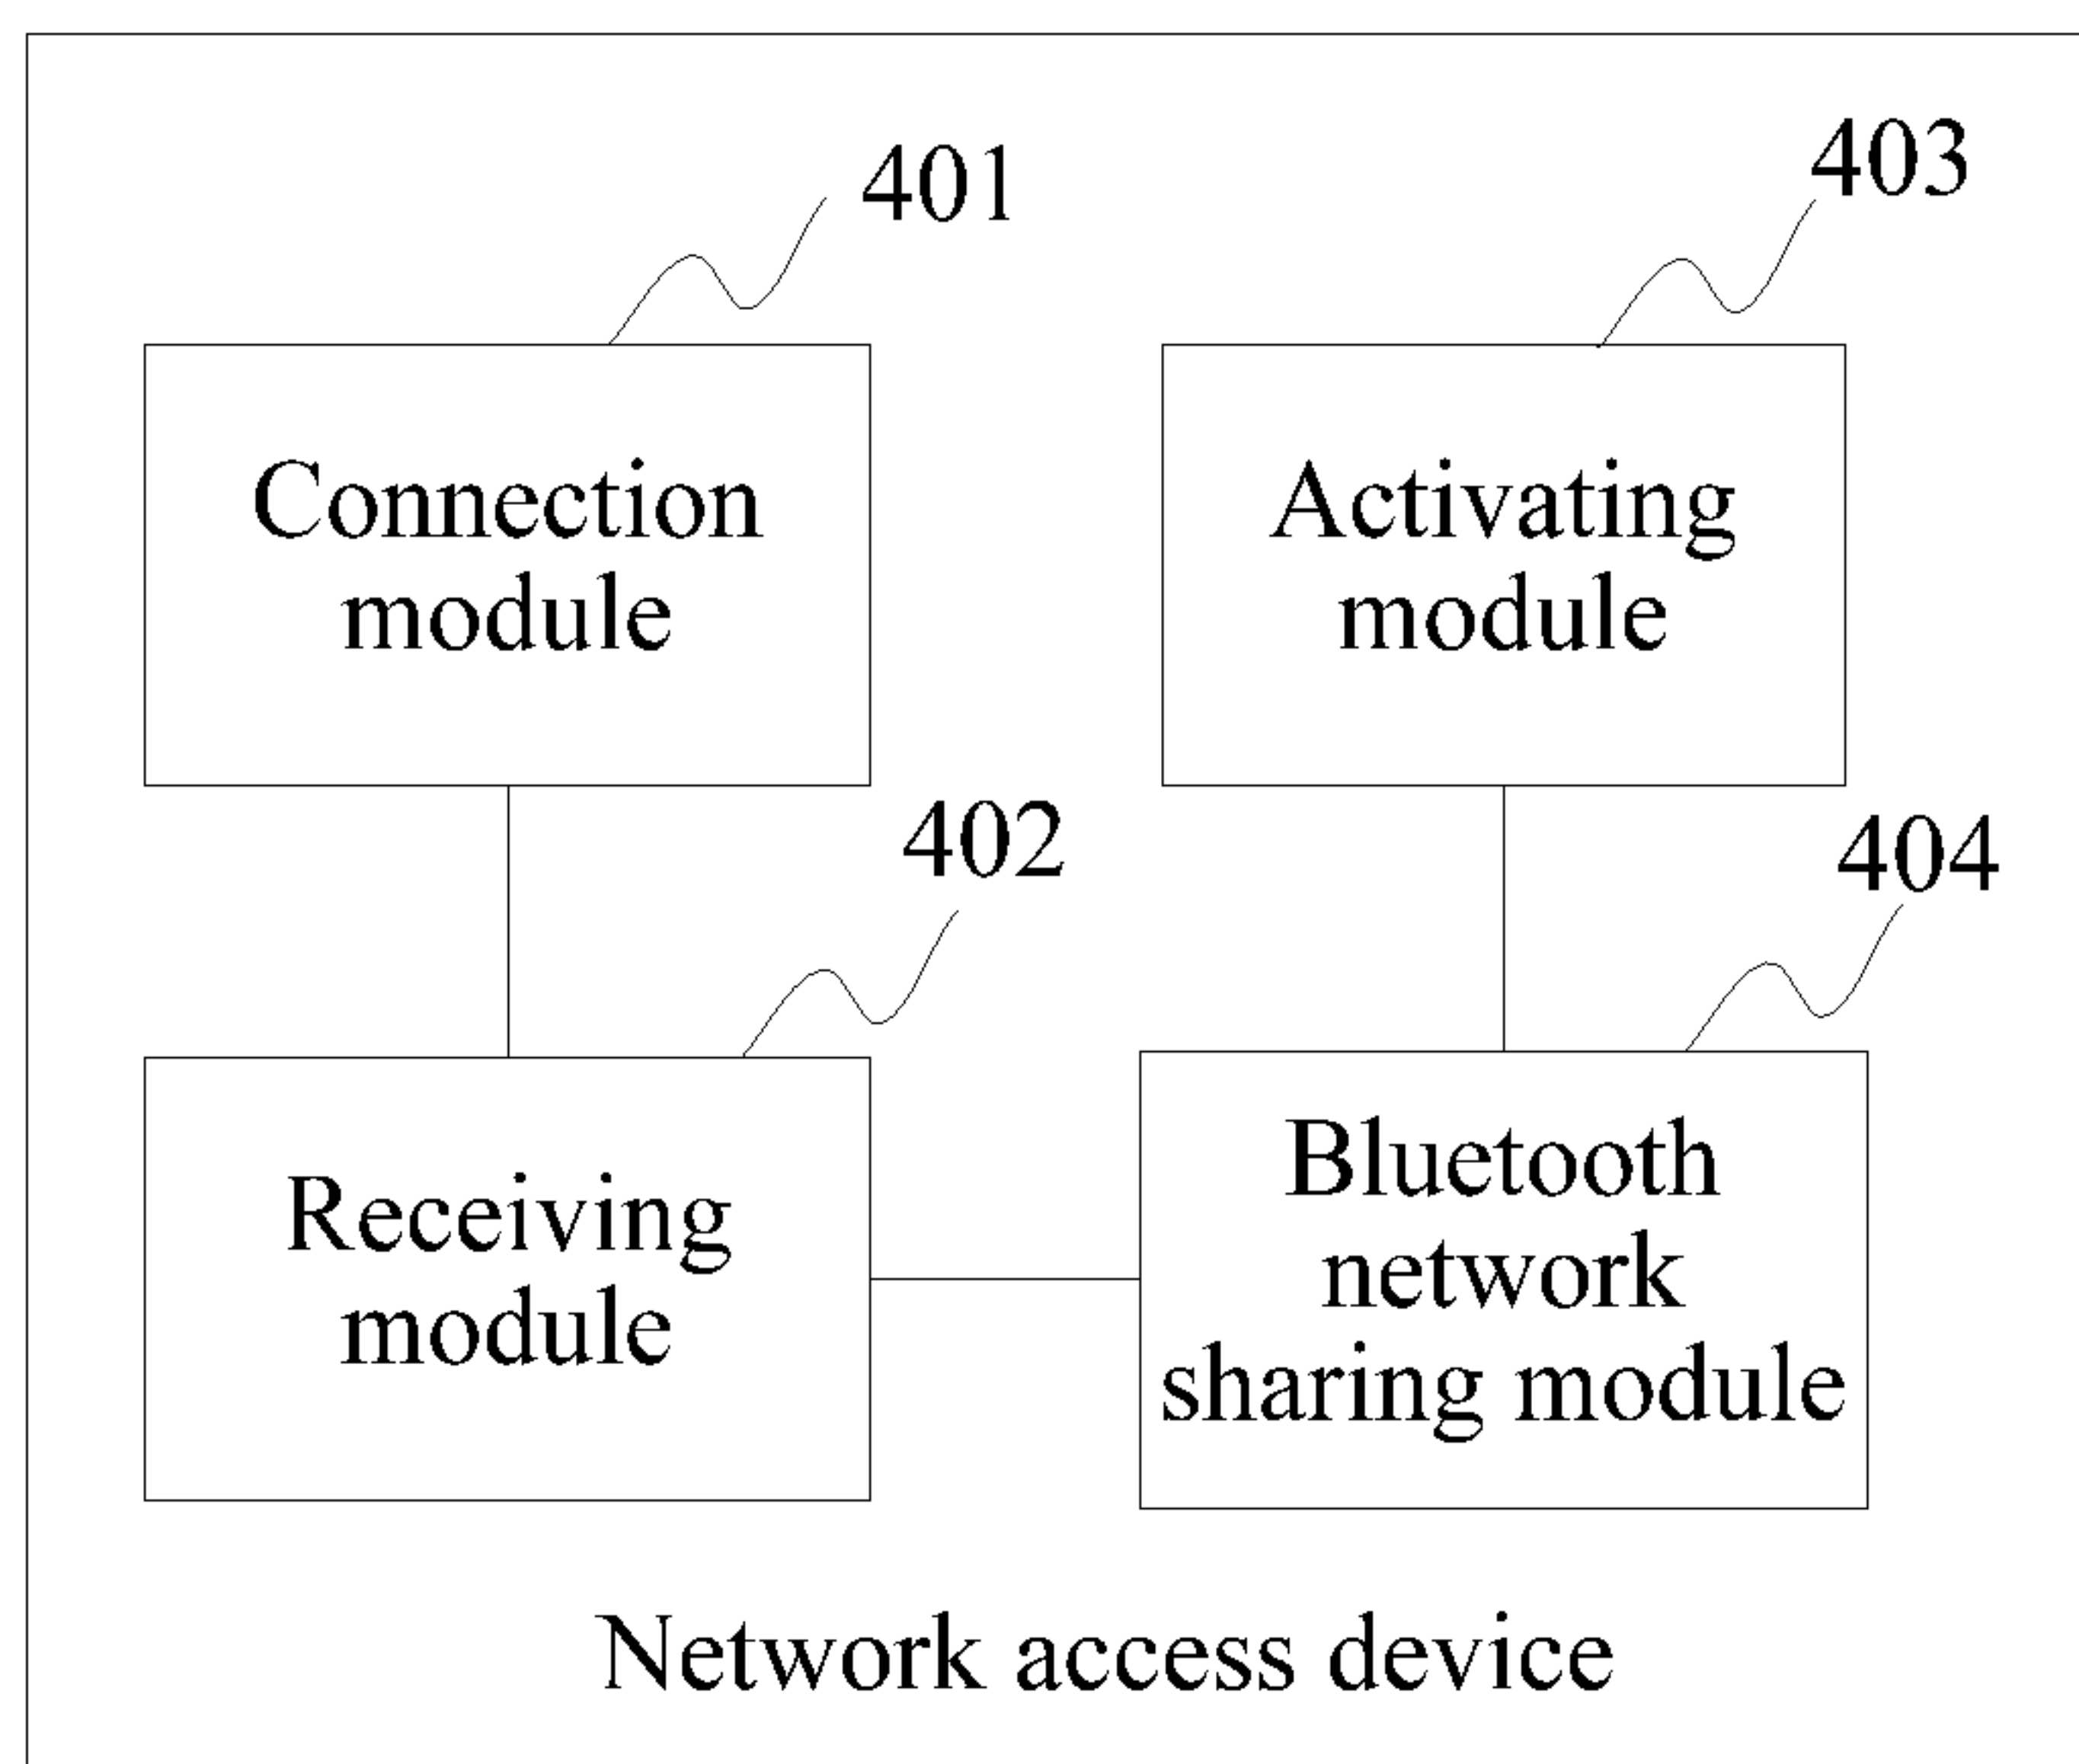 401
403
Connection
module
Activating
module
402
404
Receiving
module
Bluetooth
network
sharing module
Network access device